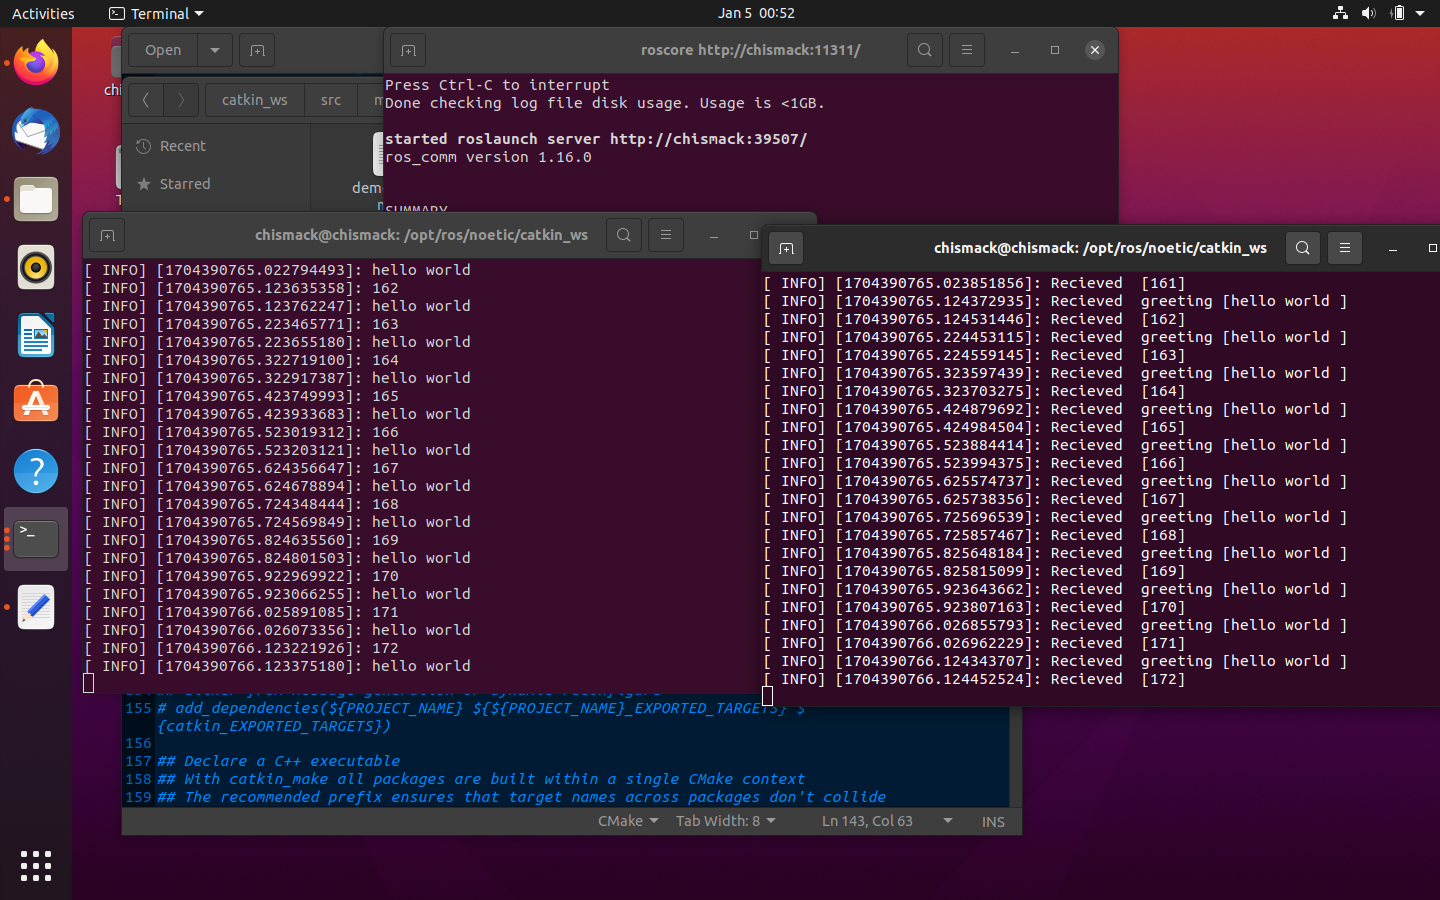 Activities
Terminal
Jan 5 00:52
Open
roscore http://chismack:11311/
Press Ctrl-C to interrupt
Done checking log file disk usage. Usage is <1GB.
started roslaunch server http://chismack:39507/
ros_comm version 1.16.0
SUMMARY
catkin_ws
src
Recent
Starred
chismack@chismack: /opt/ros/noetic/catkin_ws
[ INFO] [1704390765.022794493]: hello world
[ INFO] [1704390765.123635358]: 162
[ INFO] [1704390765.123762247]: hello world
[ INFO] [1704390765.223465771]: 163
[ INFO] [1704390765.223655180]: hello world
[ INFO] [1704390765.322719100]: 164
[ INFO] [1704390765.322917387]: hello world
[ INFO] [1704390765.423749993]: 165
[ INFO] [1704390765.423933683]: hello world
[ INFO] [1704390765.523019312]: 166
[ INFO] [1704390765.523203121]: hello world
[ INFO] [1704390765.624356647]: 167
[ INFO] [1704390765.624678894]: hello world
[ INFO] [1704390765.724348444]: 168
[ INFO] [1704390765.724569849]: hello world
[ INFO] [1704390765.824635560]: 169
[ INFO] [1704390765.824801503]: hello world
[ INFO] [1704390765.922969922]: 170
[ INFO] [1704390765.923066255]: hello world
[ INFO] [1704390766.025891085]: 171
[ INFO] [1704390766.026073356]: hello world
[ INFO] [1704390766.123221926]: 172
[ INFO] [1704390766.123375180]: hello world
chismack@chismack: /opt/ros/noetic/catkin_ws
[ INFO] [1704390765.023851856]: Recieved  [161]
[ INFO] [1704390765.124372935]: Recieved  greeting [hello world ]
[ INFO] [1704390765.124531446]: Recieved  [162]
[ INFO] [1704390765.224453115]: Recieved  greeting [hello world ]
[ INFO] [1704390765.224559145]: Recieved  [163]
[ INFO] [1704390765.323597439]: Recieved  greeting [hello world ]
[ INFO] [1704390765.323703275]: Recieved  [164]
[ INFO] [1704390765.424879692]: Recieved  greeting [hello world ]
[ INFO] [1704390765.424984504]: Recieved  [165]
[ INFO] [1704390765.523884414]: Recieved  greeting [hello world ]
[ INFO] [1704390765.523994375]: Recieved  [166]
[ INFO] [1704390765.625574737]: Recieved  greeting [hello world ]
[ INFO] [1704390765.625738356]: Recieved  [167]
[ INFO] [1704390765.725696539]: Recieved  greeting [hello world ]
[ INFO] [1704390765.725857467]: Recieved  [168]
[ INFO] [1704390765.825648184]: Recieved  greeting [hello world ]
[ INFO] [1704390765.825815099]: Recieved  [169]
[ INFO] [1704390765.923643662]: Recieved  greeting [hello world ]
[ INFO] [1704390765.923807163]: Recieved  [170]
[ INFO] [1704390766.026855793]: Recieved  greeting [hello world ]
[ INFO] [1704390766.026962229]: Recieved  [171]
[ INFO] [1704390766.124343707]: Recieved  greeting [hello world ]
[ INFO] [1704390766.124452524]: Recieved  [172]
155 # add_dependencies(${PROJECT_NAME} ${${PROJECT_NAME}_EXPORTED_TARGETS} $
{catkin_EXPORTED_TARGETS})
156
157 ## Declare a C++ executable
158 ## With catkin_make all packages are built within a single CMake context
159 ## The recommended prefix ensures that target names across packages don't collide
CMake
Tab Width: 8
Ln 143, Col 63
INS